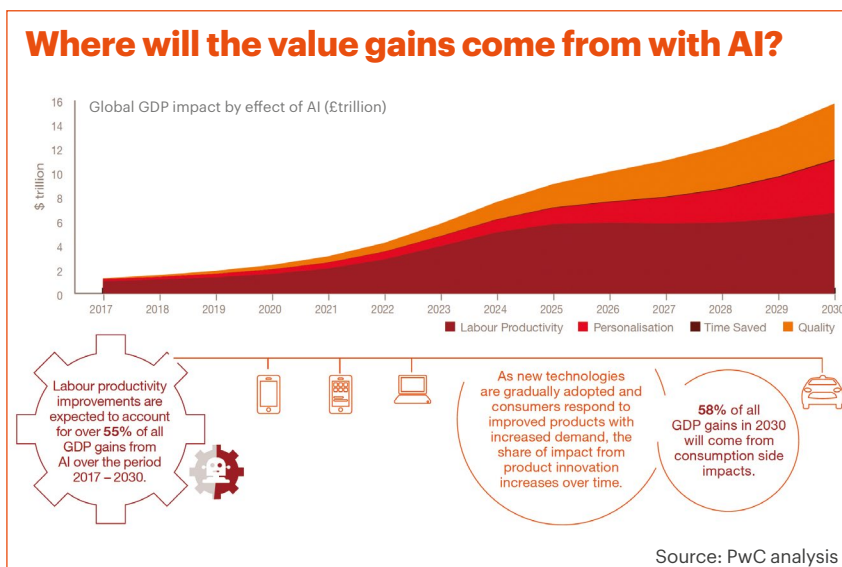 Where will the value gains come from with AI?
Global GDP impact by effect of AI (£trillion)
$ trillion
16
14
12
10
8
6
4
2
0
2017 2018 2019 2020 2021 2022 2023 2024 2025 2026 2027 2028 2029 2030
Labour Productivity Personalisation Time Saved Quality
Labour productivity
improvements are
expected to account
for over 55% of all
GDP gains from
AI over the period
2017 – 2030.
As new technologies
are gradually adopted and
consumers respond to
improved products with
increased demand, the
share of impact from
product innovation
increases over time.
58% of all
GDP gains in 2030
will come from
consumption side
impacts.
Source: PwC analysis